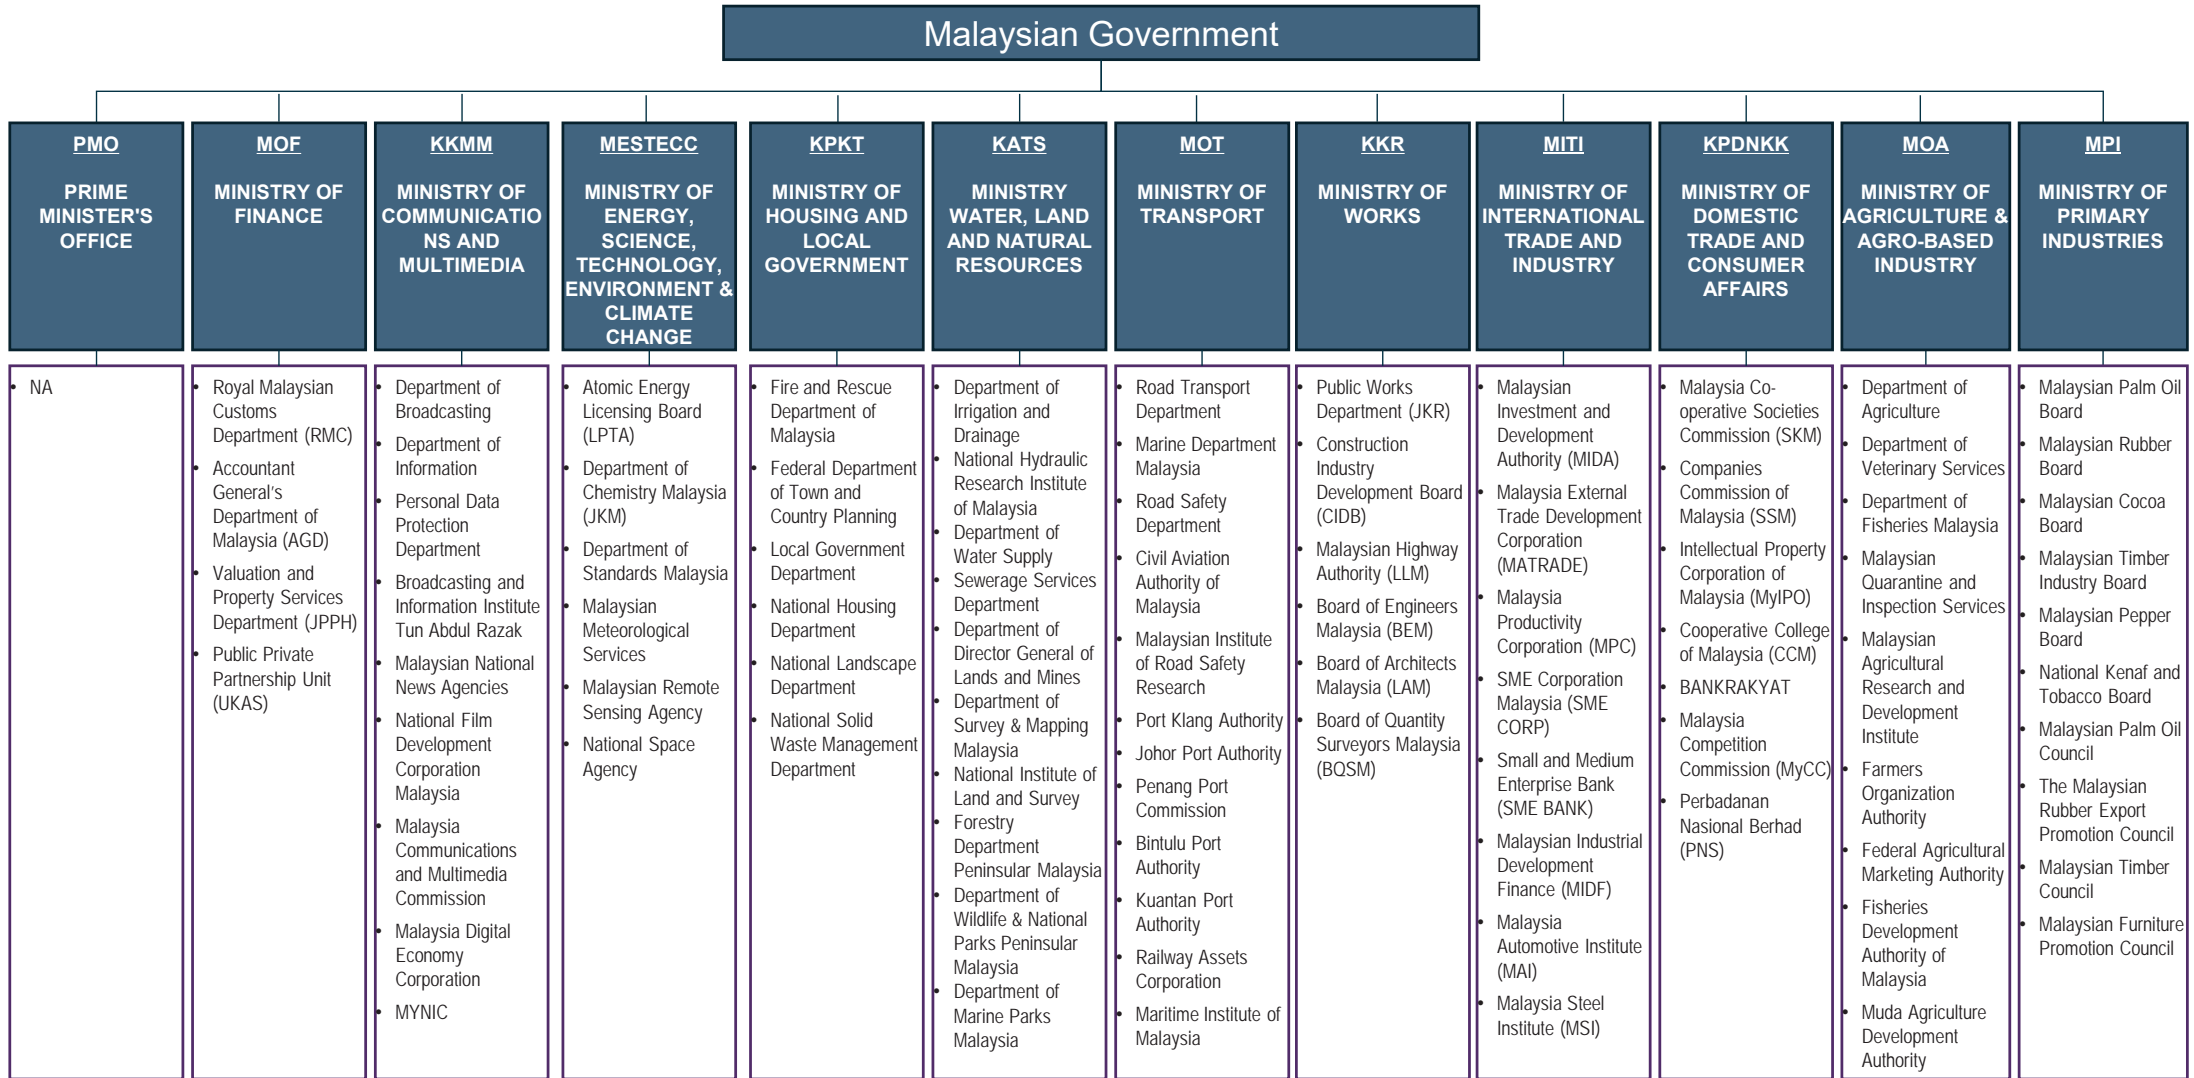 Malaysian Government
PMO
PRIME
MINISTER'S
OFFICE
• NA
MOF
MINISTRY OF
FINANCE
• Royal Malaysian
Customs
Department (RMC)
• Accountant
General's
Department of
Malaysia (AGD)
• Valuation and
Property Services
Department (JPPH)
• Public Private
Partnership Unit
(UKAS)
KKMM
MINISTRY OF
COMMUNICATIO
NS AND
MULTIMEDIA
• Department of
Broadcasting
• Department of
Information
• Personal Data
Protection
Department
• Broadcasting and
Information Institute
Tun Abdul Razak
• Malaysian National
News Agencies
• National Film
Development
Corporation
Malaysia
• Malaysia
Communications
and Multimedia
Commission
• Malaysia Digital
Economy
Corporation
• MYNIC
MESTECC
MINISTRY OF
ENERGY,
SCIENCE,
TECHNOLOGY,
ENVIRONMENT &
CLIMATE
CHANGE
• Atomic Energy
Licensing Board
(LPTA)
• Department of
Chemistry Malaysia
(JKM)
• Department of
Standards Malaysia
• Malaysian
Meteorological
Services
• Malaysian Remote
Sensing Agency
• National Space
Agency
KPKT
MINISTRY OF
HOUSING AND
LOCAL
GOVERNMENT
• Fire and Rescue
Department of
Malaysia
• Federal Department
of Town and
Country Planning
• Local Government
Department
• National Housing
Department
• National Landscape
Department
• National Solid
Waste Management
Department
KATS
MINISTRY
WATER, LAND
AND NATURAL
RESOURCES
• Department of
Irrigation and
Drainage
• National Hydraulic
Research Institute
of Malaysia
• Department of
Water Supply
• Sewerage Services
Department
• Department of
Director General of
Lands and Mines
• Department of
Survey & Mapping
Malaysia
• National Institute of
Land and Survey
• Forestry
Department
Peninsular Malaysia
• Department of
Wildlife & National
Parks Peninsular
Malaysia
• Department of
Marine Parks
Malaysia
MOT
MINISTRY OF
TRANSPORT
• Road Transport
Department
• Marine Department
Malaysia
• Road Safety
Department
• Civil Aviation
Authority of
Malaysia
• Malaysian Institute
of Road Safety
Research
• Port Klang Authority
• Johor Port Authority
• Penang Port
Commission
• Bintulu Port
Authority
• Kuantan Port
Authority
• Railway Assets
Corporation
• Maritime Institute of
Malaysia
KKR
MINISTRY OF
WORKS
• Public Works
Department (JKR)
• Construction
Industry
Development Board
(CIDB)
• Malaysian Highway
Authority (LLM)
• Board of Engineers
Malaysia (BEM)
• Board of Architects
Malaysia (LAM)
• Board of Quantity
Surveyors Malaysia
(BQSM)
MITI
MINISTRY OF
INTERNATIONAL
TRADE AND
INDUSTRY
• Malaysian
Investment and
Development
Authority (MIDA)
• Malaysia External
Trade Development
Corporation
(MATRADE)
• Malaysia
Productivity
Corporation (MPC)
• SME Corporation
Malaysia (SME
CORP)
• Small and Medium
Enterprise Bank
(SME BANK)
• Malaysian Industrial
Development
Finance (MIDF)
• Malaysia
Automotive Institute
(MAI)
• Malaysia Steel
Institute (MSI)
KPDNKK
MINISTRY OF
DOMESTIC
TRADE AND
CONSUMER
AFFAIRS
• Malaysia Co-
operative Societies
Commission (SKM)
• Companies
Commission of
Malaysia (SSM)
• Intellectual Property
Corporation of
Malaysia (MyIPO)
• Cooperative College
of Malaysia (CCM)
• BANKRAKYAT
• Malaysia
Competition
Commission (MyCC)
• Perbadanan
Nasional Berhad
(PNS)
MOA
MINISTRY OF
AGRICULTURE &
AGRO-BASED
INDUSTRY
• Department of
Agriculture
• Department of
Veterinary Services
• Department of
Fisheries Malaysia
• Malaysian
Quarantine and
Inspection Services
• Malaysian
Agricultural
Research and
Development
Institute
• Farmers
Organization
Authority
• Federal Agricultural
Marketing Authority
• Fisheries
Development
Authority of
Malaysia
• Muda Agriculture
Development
Authority
MPI
MINISTRY OF
PRIMARY
INDUSTRIES
• Malaysian Palm Oil
Board
• Malaysian Rubber
Board
• Malaysian Cocoa
Board
• Malaysian Timber
Industry Board
• Malaysian Pepper
Board
• National Kenaf and
Tobacco Board
• Malaysian Palm Oil
Council
• The Malaysian
Rubber Export
Promotion Council
• Malaysian Timber
Council
• Malaysian Furniture
Promotion Council